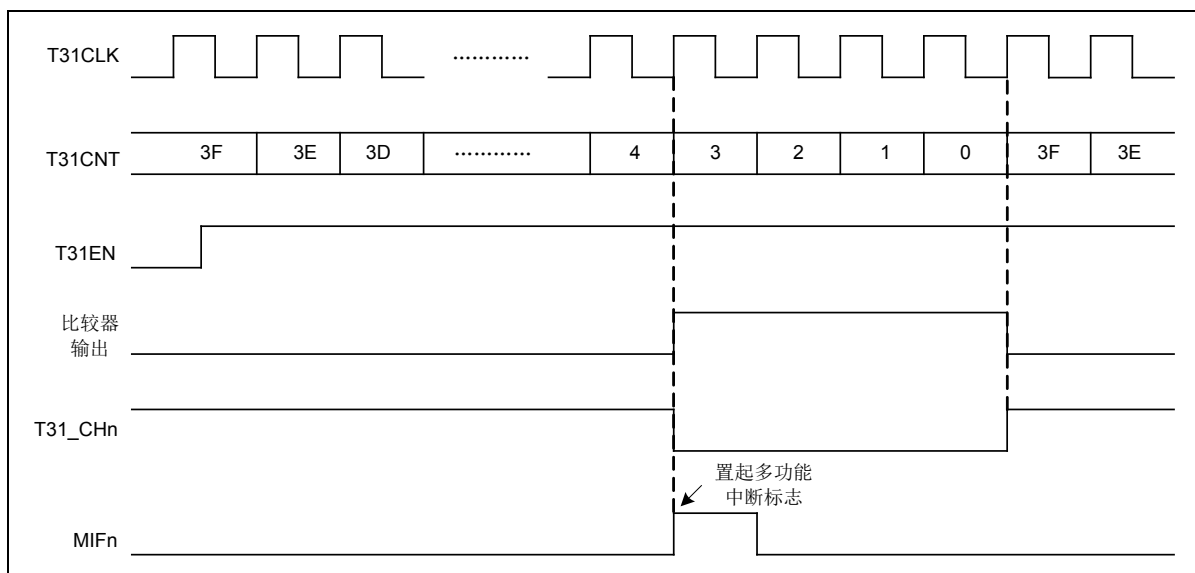 T31CLK
…………
T31CNT 3F 3E 3D ………… 4 3 2 1 0 3F 3E
T31EN
比较器
输出
T31_CHn
置起多功能
中断标志
MIFn